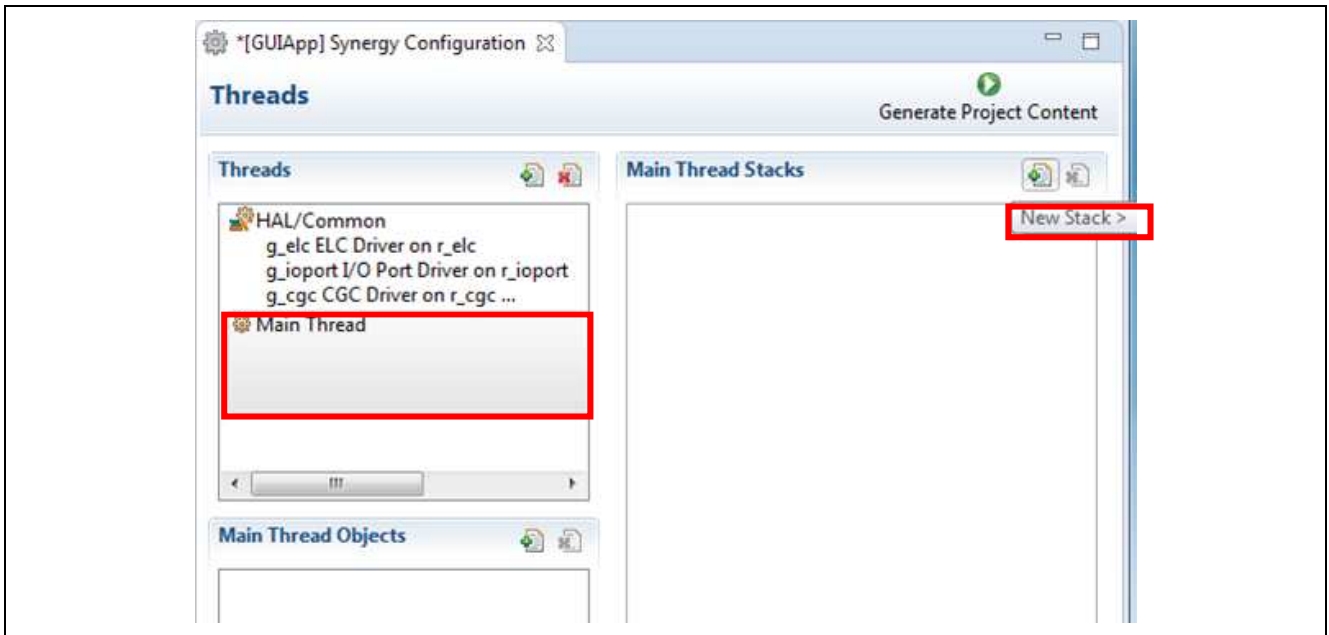 *[GUIApp] Synergy Configuration
Threads
Generate Project Content
Threads
HAL/Common
g_elc ELC Driver on r_elc
g_ioport I/O Port Driver on r_ioport
g_cgc CGC Driver on r_cgc ...
Main Thread
Main Thread Objects
Main Thread Stacks
New Stack >